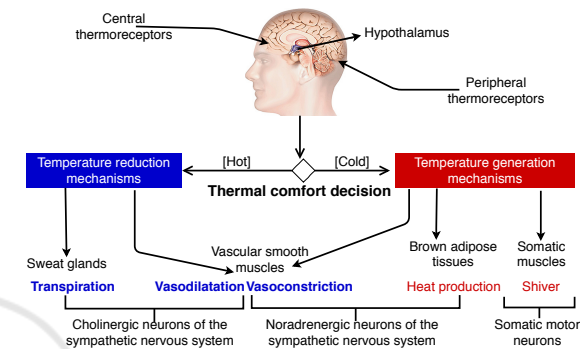 Central
thermoreceptors
Hypothalamus
Peripheral
thermoreceptors
Temperature reduction
mechanisms
[Hot]
[Cold]
Temperature generation
mechanisms
Thermal comfort decision
Sweat glands
Transpiration
Vascular smooth
muscles
Vasodilatation Vasoconstriction
Brown adipose
tissues
Heat production
Somatic
muscles
Shiver
Cholinergic neurons of the
sympathetic nervous system
Noradrenergic neurons of the
sympathetic nervous system
Somatic motor
neurons